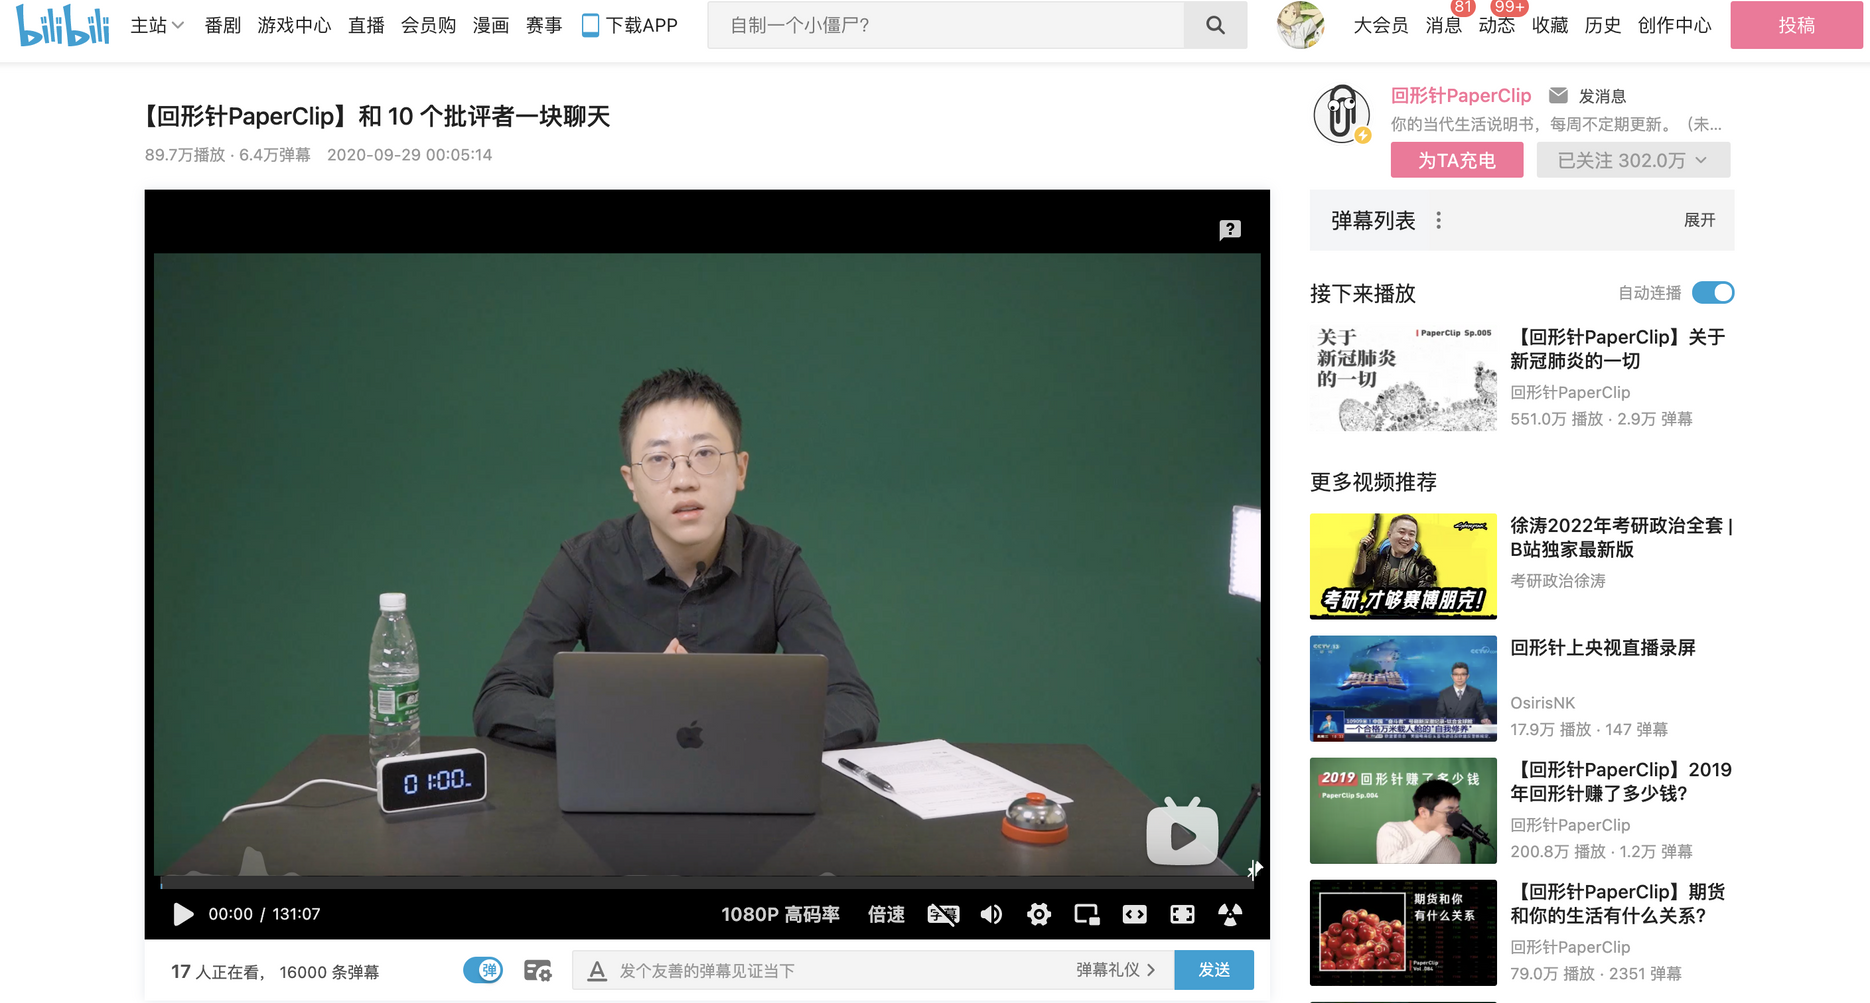 bilibili
主站 番剧 游戏中心 直播 会员购 漫画 赛事 下载APP
自制一个小僵尸?
大会员 消息 81 动态 99+ 收藏 历史 创作中心 投稿
【回形针PaperClip】和 10 个批评者一块聊天
89.7万播放 · 6.4万弹幕 2020-09-29 00:05:14
01:00
1080P 高码率 倍速 字幕
00:00 / 131:07
17 人正在看， 16000 条弹幕
弹
发个友善的弹幕见证当下
弹幕礼仪
发送
回形针PaperClip 发消息
你的当代生活说明书，每周不定期更新。（未...
为TA充电 已关注 302.0万
弹幕列表 展开
接下来播放 自动连播
关于
新冠肺炎
的一切
PaperClip Sp.005
【回形针PaperClip】关于
新冠肺炎的一切
回形针PaperClip
551.0万 播放 · 2.9万 弹幕
更多视频推荐
考研,才够赛博朋克!
徐涛2022年考研政治全套 |
B站独家最新版
考研政治徐涛
CCTV-13
一个合格万米载人舱的"自我修养"
回形针上央视直播录屏
OsirisNK
17.9万 播放 · 147 弹幕
2019 回形针赚了多少钱
PaperClip Sp.004
【回形针PaperClip】2019
年回形针赚了多少钱?
回形针PaperClip
200.8万 播放 · 1.2万 弹幕
期货和你
有什么关系
PaperClip
【回形针PaperClip】期货
和你的生活有什么关系?
回形针PaperClip
79.0万 播放 · 2351 弹幕